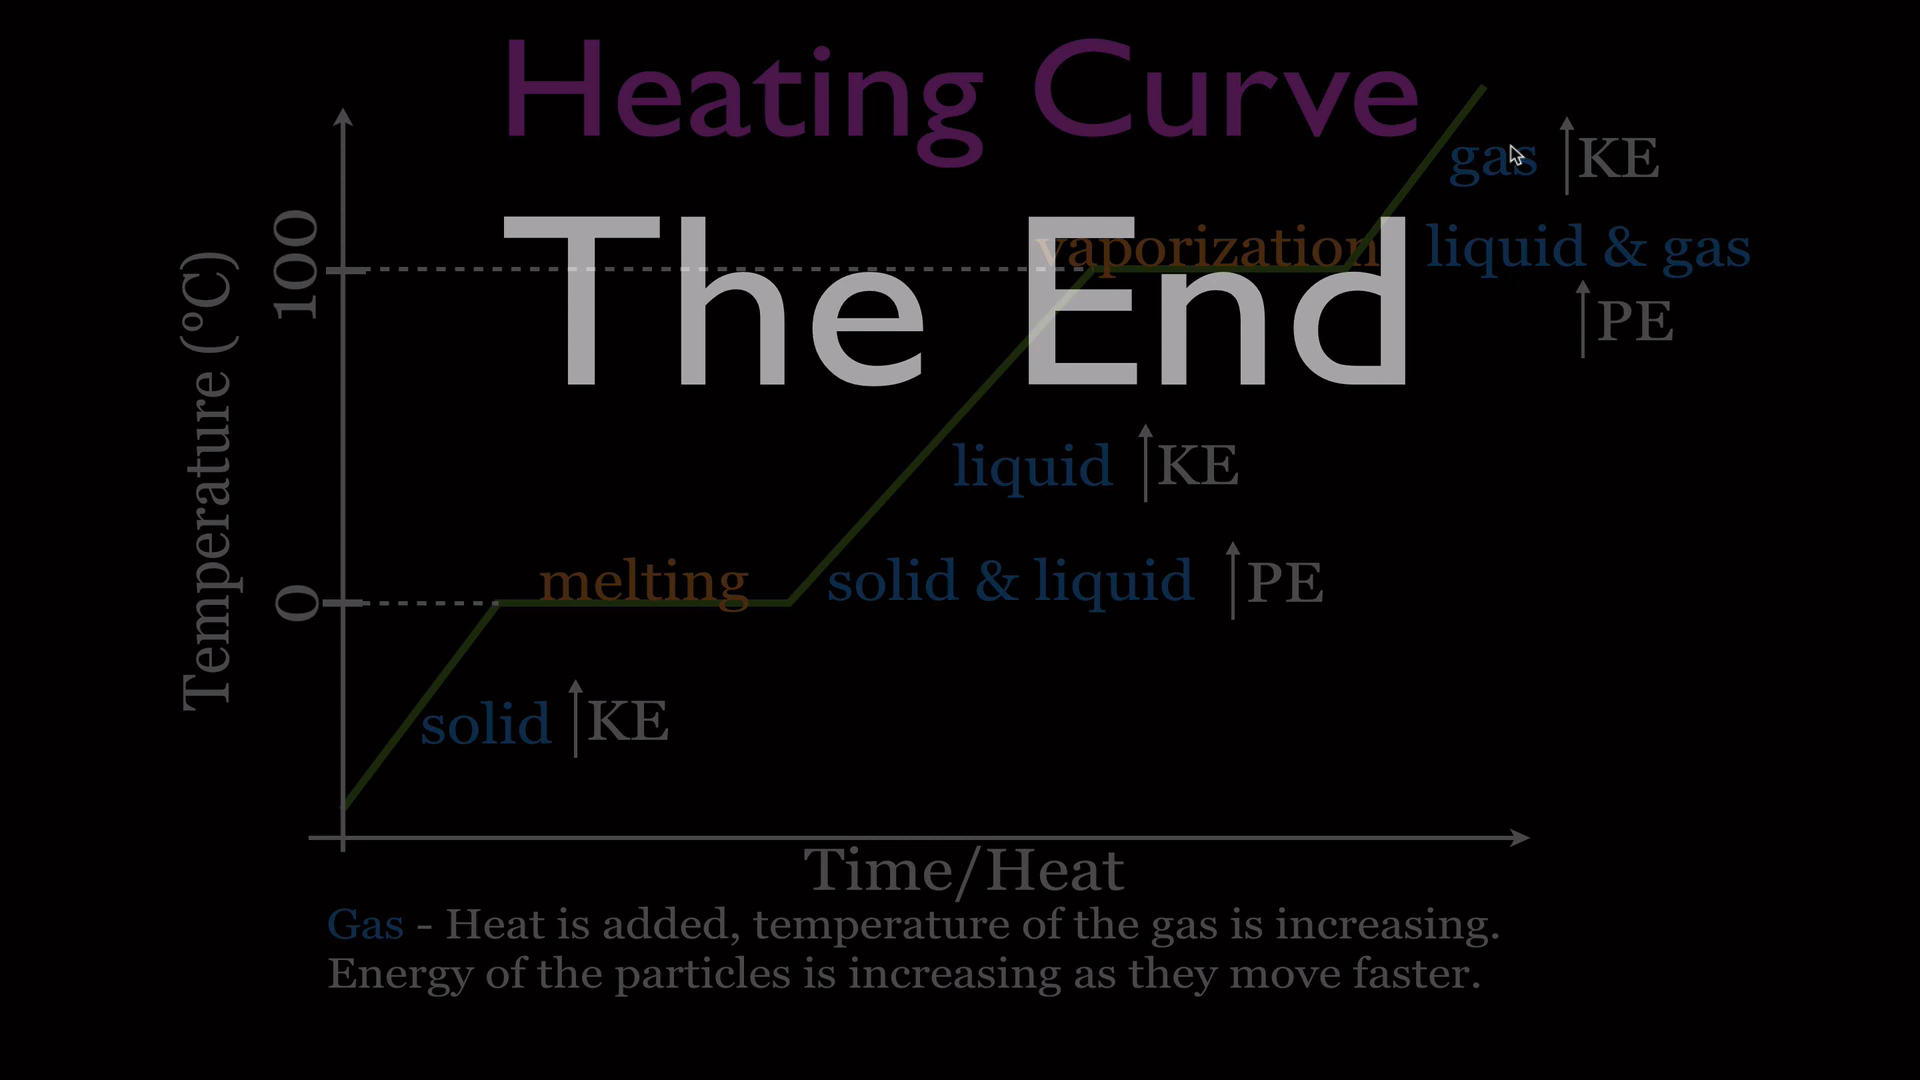 Heating Curve
The End
gas KE
100
vaporization liquid & gas
PE
Temperature (°C)
liquid KE
0
melting solid & liquid PE
solid KE
Time/Heat
Gas - Heat is added, temperature of the gas is increasing.
Energy of the particles is increasing as they move faster.